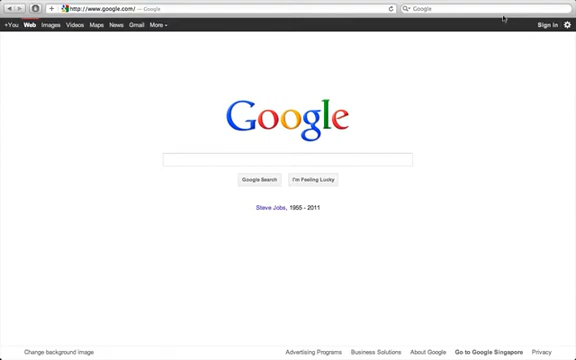 http://www.google.com/ — Google
Google
+You Web Images Videos Maps News Gmail More Sign in
Google
Google Search I'm Feeling Lucky
Steve Jobs, 1955 - 2011
Change background image Advertising Programs Business Solutions About Google Go to Google Singapore Privacy